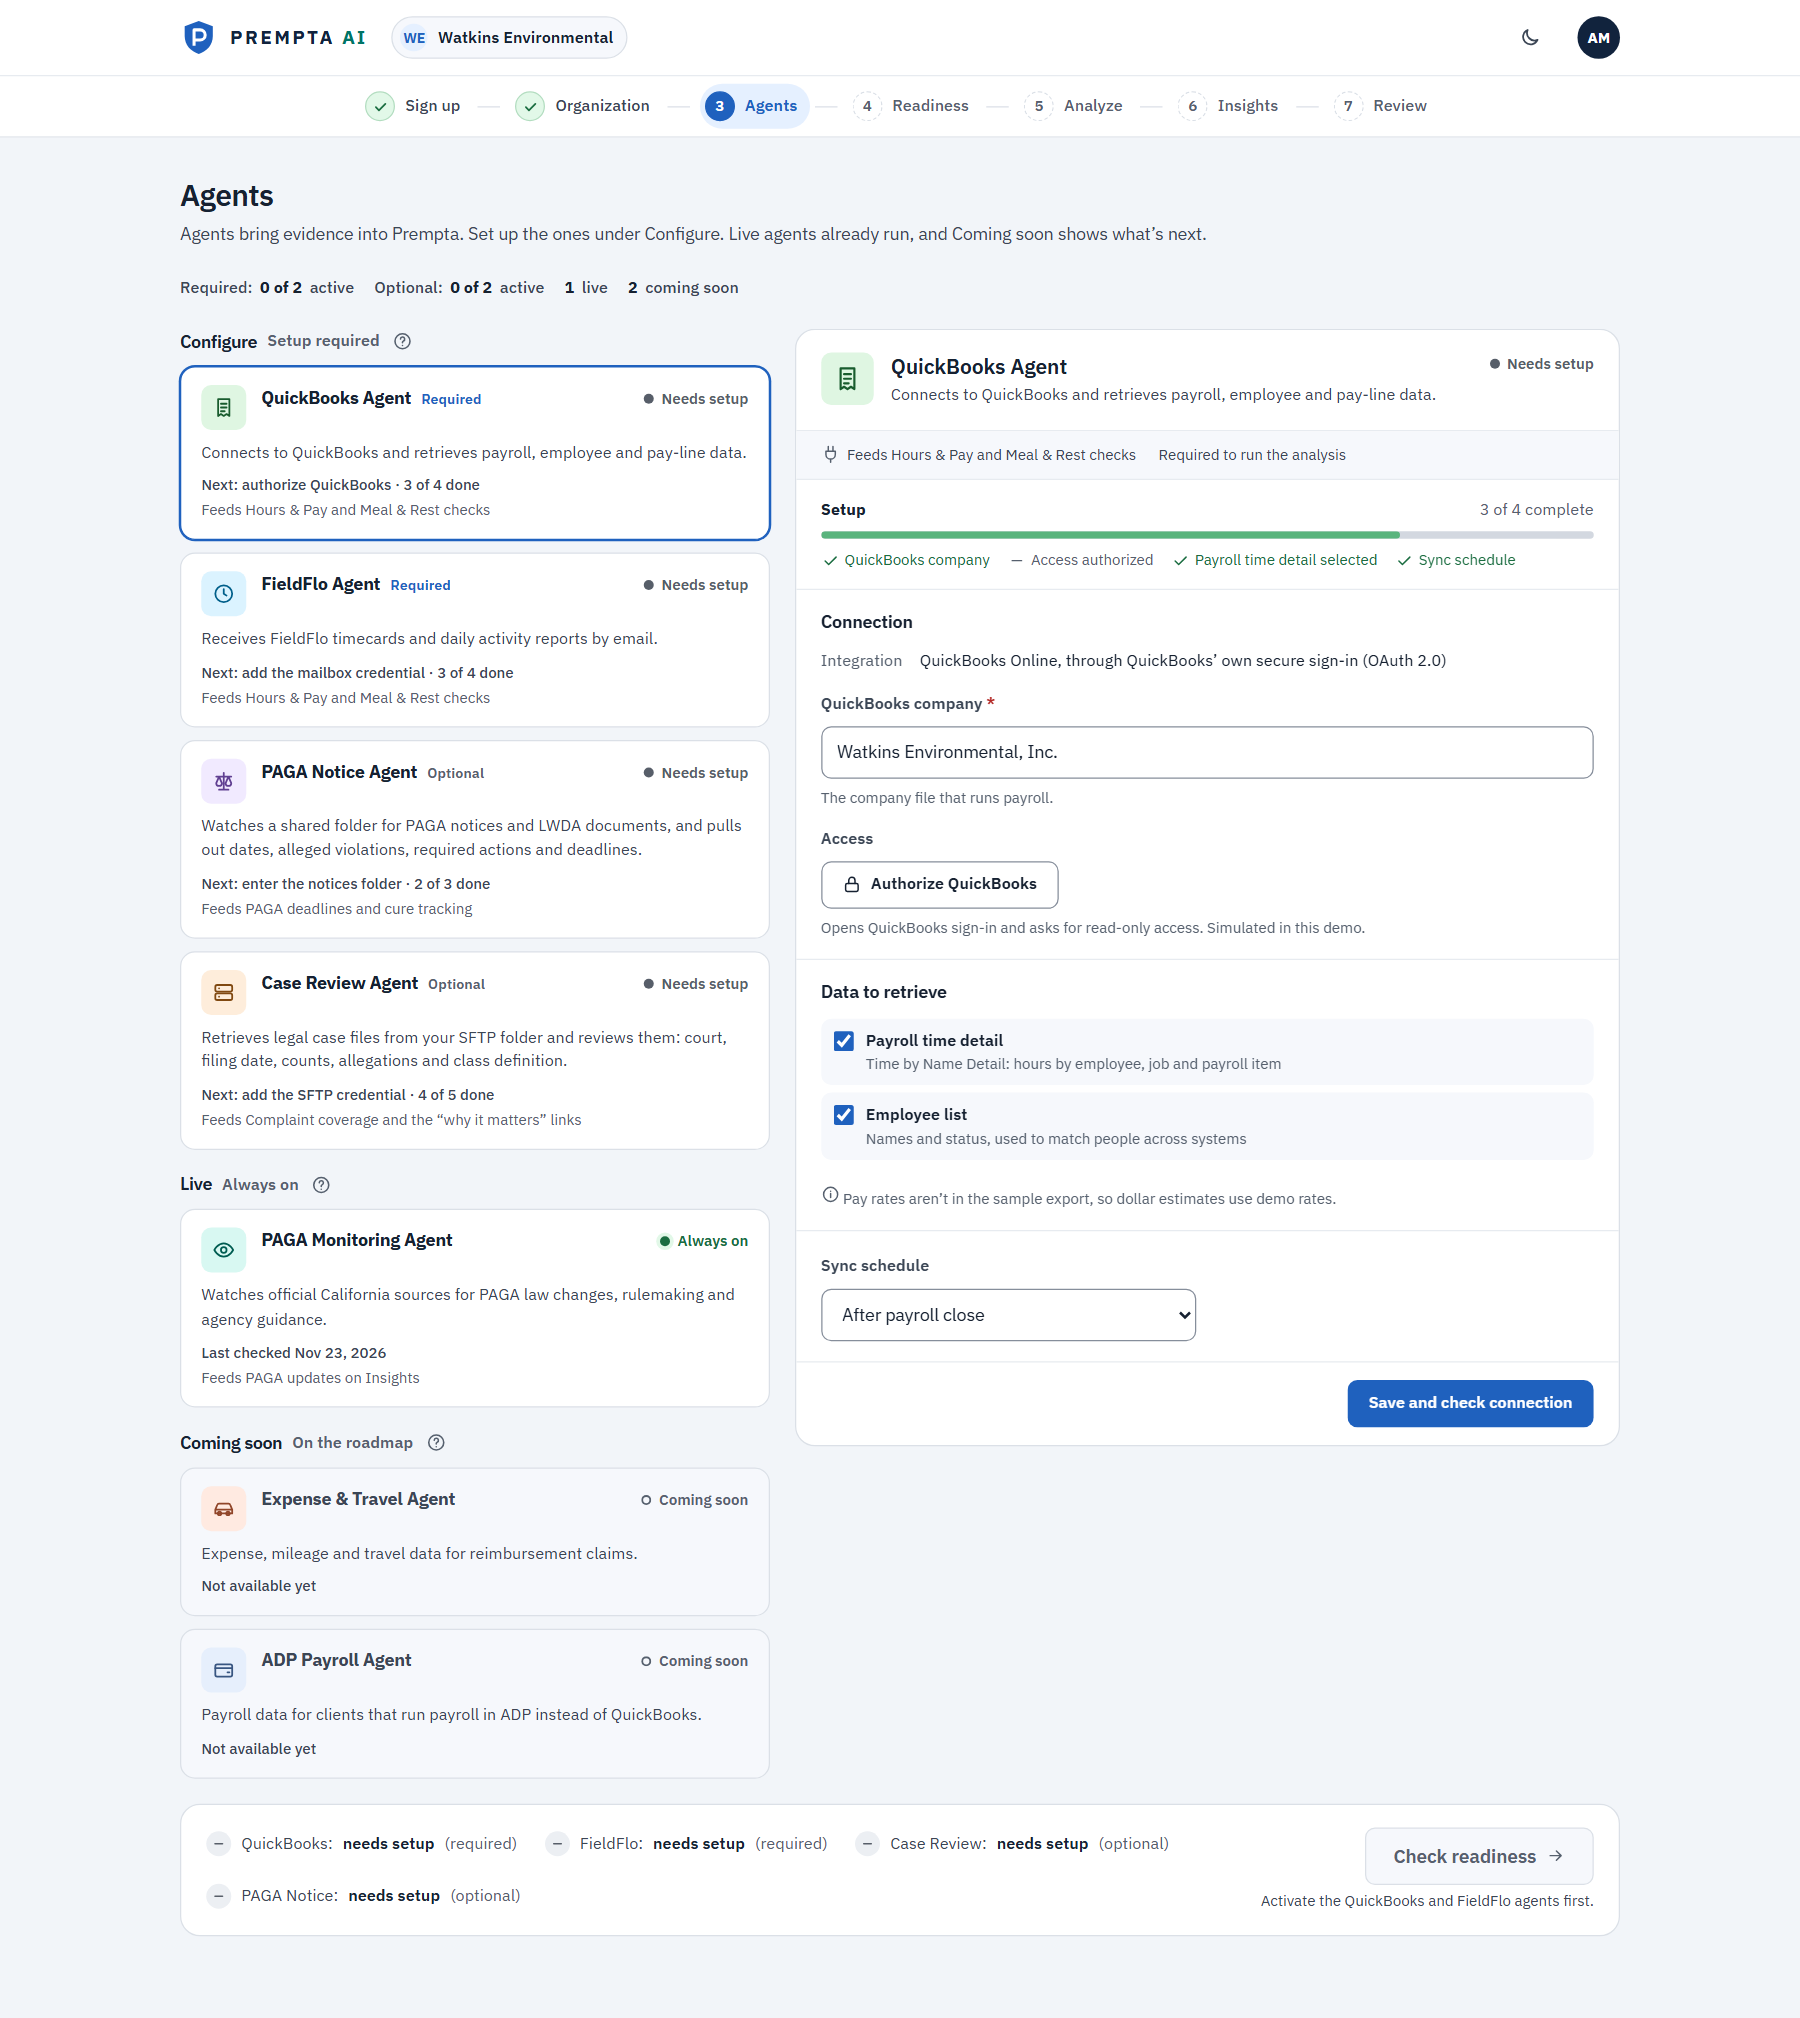 PREMPTA AI
WE Watkins Environmental
AM
Sign up
Organization
3 Agents
4 Readiness
5 Analyze
6 Insights
7 Review
Agents
Agents bring evidence into Prempta. Set up the ones under Configure. Live agents already run, and Coming soon shows what’s next.
Required: 0 of 2 active Optional: 0 of 2 active 1 live 2 coming soon
Configure Setup required
QuickBooks Agent Required Needs setup
Connects to QuickBooks and retrieves payroll, employee and pay-line data.
Next: authorize QuickBooks · 3 of 4 done
Feeds Hours & Pay and Meal & Rest checks
FieldFlo Agent Required Needs setup
Receives FieldFlo timecards and daily activity reports by email.
Next: add the mailbox credential · 3 of 4 done
Feeds Hours & Pay and Meal & Rest checks
PAGA Notice Agent Optional Needs setup
Watches a shared folder for PAGA notices and LWDA documents, and pulls
out dates, alleged violations, required actions and deadlines.
Next: enter the notices folder · 2 of 3 done
Feeds PAGA deadlines and cure tracking
Case Review Agent Optional Needs setup
Retrieves legal case files from your SFTP folder and reviews them: court,
filing date, counts, allegations and class definition.
Next: add the SFTP credential · 4 of 5 done
Feeds Complaint coverage and the “why it matters” links
Live Always on
PAGA Monitoring Agent Always on
Watches official California sources for PAGA law changes, rulemaking and
agency guidance.
Last checked Nov 23, 2026
Feeds PAGA updates on Insights
Coming soon On the roadmap
Expense & Travel Agent Coming soon
Expense, mileage and travel data for reimbursement claims.
Not available yet
ADP Payroll Agent Coming soon
Payroll data for clients that run payroll in ADP instead of QuickBooks.
Not available yet
QuickBooks Agent Needs setup
Connects to QuickBooks and retrieves payroll, employee and pay-line data.
Feeds Hours & Pay and Meal & Rest checks Required to run the analysis
Setup 3 of 4 complete
QuickBooks company – Access authorized Payroll time detail selected Sync schedule
Connection
Integration QuickBooks Online, through QuickBooks’ own secure sign-in (OAuth 2.0)
QuickBooks company *
Watkins Environmental, Inc.
The company file that runs payroll.
Access
Authorize QuickBooks
Opens QuickBooks sign-in and asks for read-only access. Simulated in this demo.
Data to retrieve
Payroll time detail
Time by Name Detail: hours by employee, job and payroll item
Employee list
Names and status, used to match people across systems
Pay rates aren’t in the sample export, so dollar estimates use demo rates.
Sync schedule
After payroll close
Save and check connection
– QuickBooks: needs setup (required) – FieldFlo: needs setup (required) – Case Review: needs setup (optional)
– PAGA Notice: needs setup (optional)
Check readiness →
Activate the QuickBooks and FieldFlo agents first.